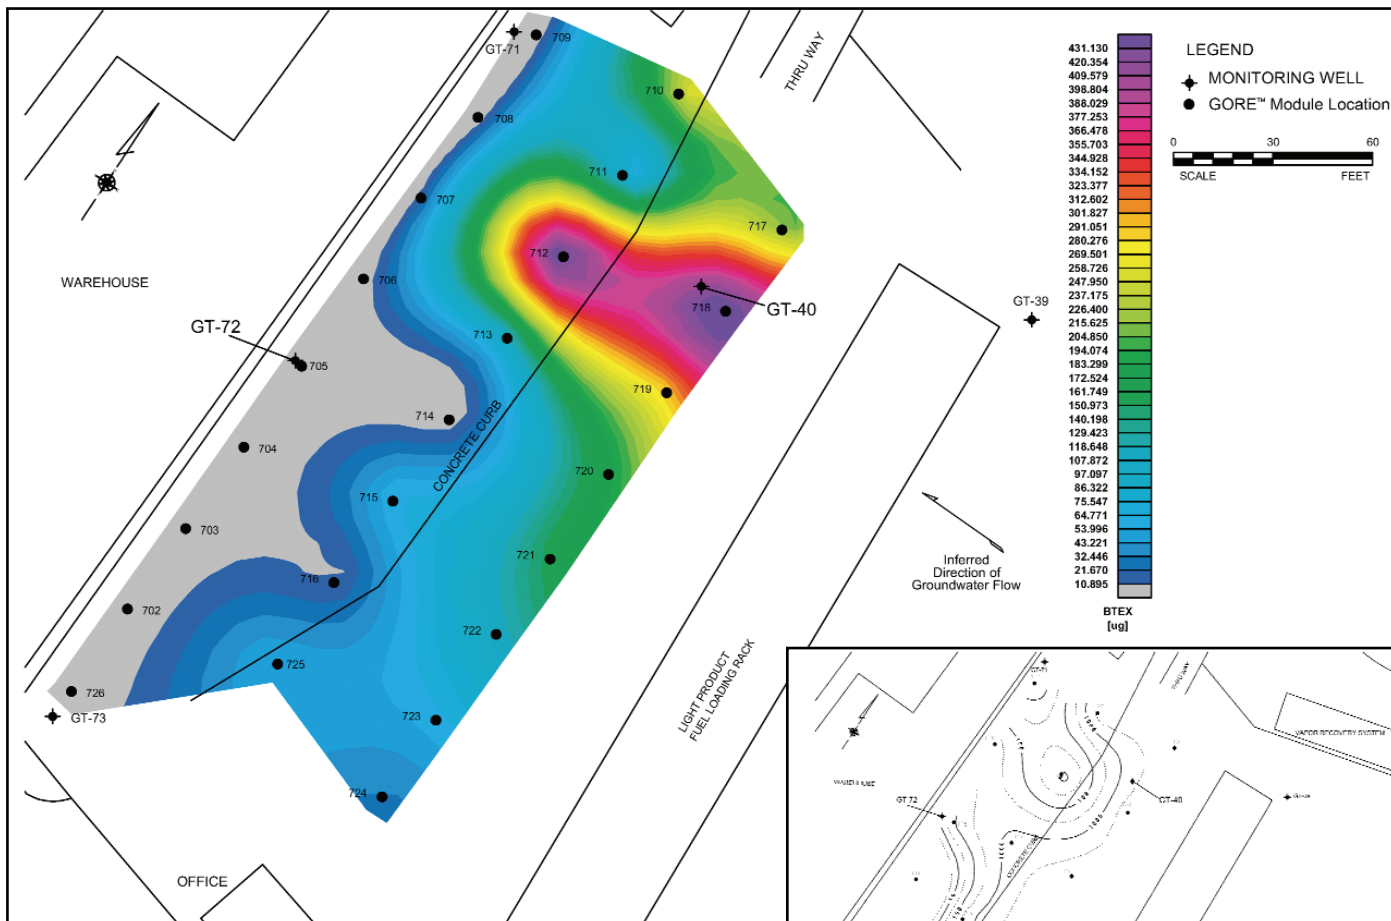 GT-71
709
THRU WAY
710
708
711
707
717
WAREHOUSE
712
706
GT-72
GT-40
718
713
GT-39
705
719
714
CONCRETE CURB
704
720
715
703
721
Inferred
Direction of
Groundwater Flow
716
702
722
725
726
GT-73
723
LIGHT PRODUCT
FUEL LOADING RACK
724
OFFICE
431.130
420.354
409.579
398.804
388.029
377.253
366.478
355.703
344.928
334.152
323.377
312.602
301.827
291.051
280.276
269.501
258.726
247.950
237.175
226.400
215.625
204.850
194.074
183.299
172.524
161.749
150.973
140.198
129.423
118.648
107.872
97.097
86.322
75.547
64.771
53.996
43.221
32.446
21.670
10.895
BTEX
[ug]
LEGEND
MONITORING WELL
GORE™ Module Location
0 30 60
SCALE FEET
GT-71
THRU WAY
VAPOR RECOVERY SYSTEM
WAREHOUSE
GT 72
GT-40
CONCRETE CURB